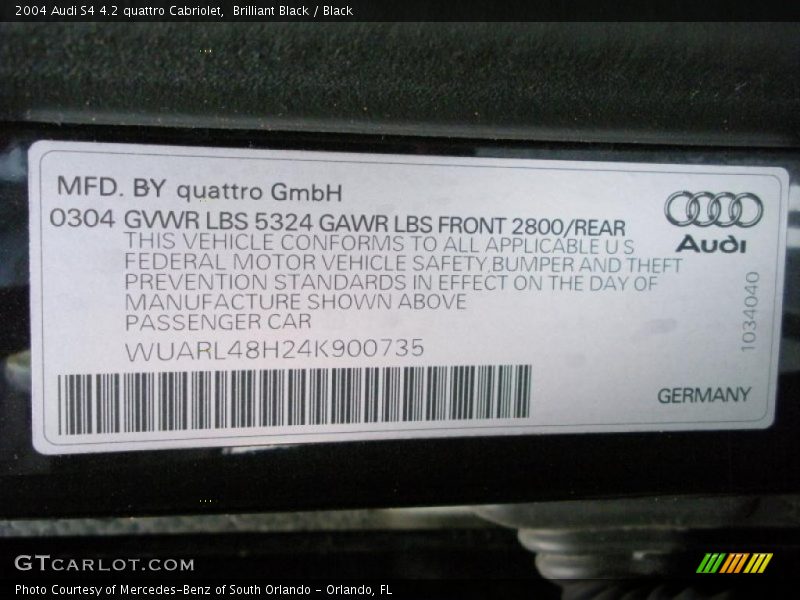 2004 Audi S4 4.2 quattro Cabriolet, Brilliant Black / Black
MFD. BY quattro GmbH
0304 GVWR LBS 5324 GAWR LBS FRONT 2800/REAR
THIS VEHICLE CONFORMS TO ALL APPLICABLE U S
FEDERAL MOTOR VEHICLE SAFETY,BUMPER AND THEFT
PREVENTION STANDARDS IN EFFECT ON THE DAY OF
MANUFACTURE SHOWN ABOVE
PASSENGER CAR
WUARL48H24K900735
Audi
1034040
GERMANY
GTCARLOT.COM
Photo Courtesy of Mercedes-Benz of South Orlando - Orlando, FL